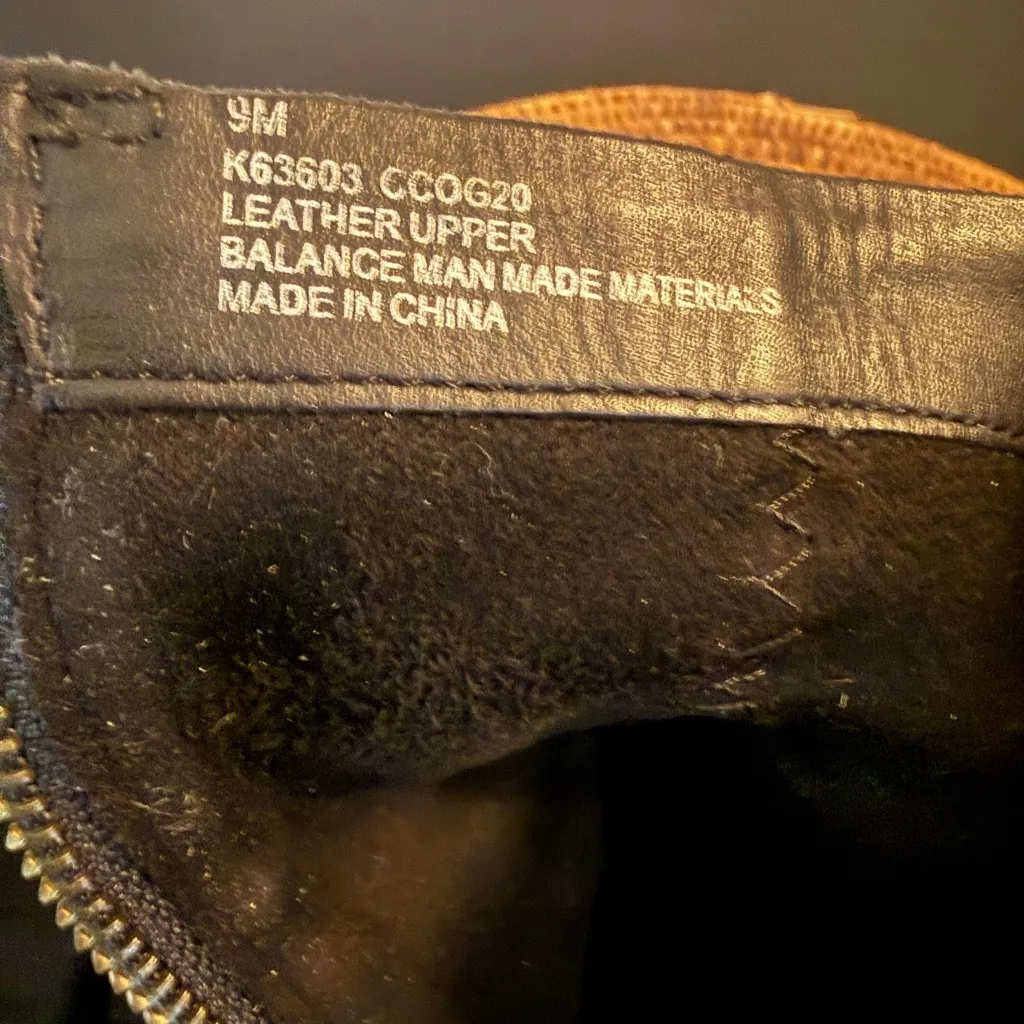 9M
K63603 CCOG20
LEATHER UPPER
BALANCE MAN MADE MATERIALS
MADE IN CHINA